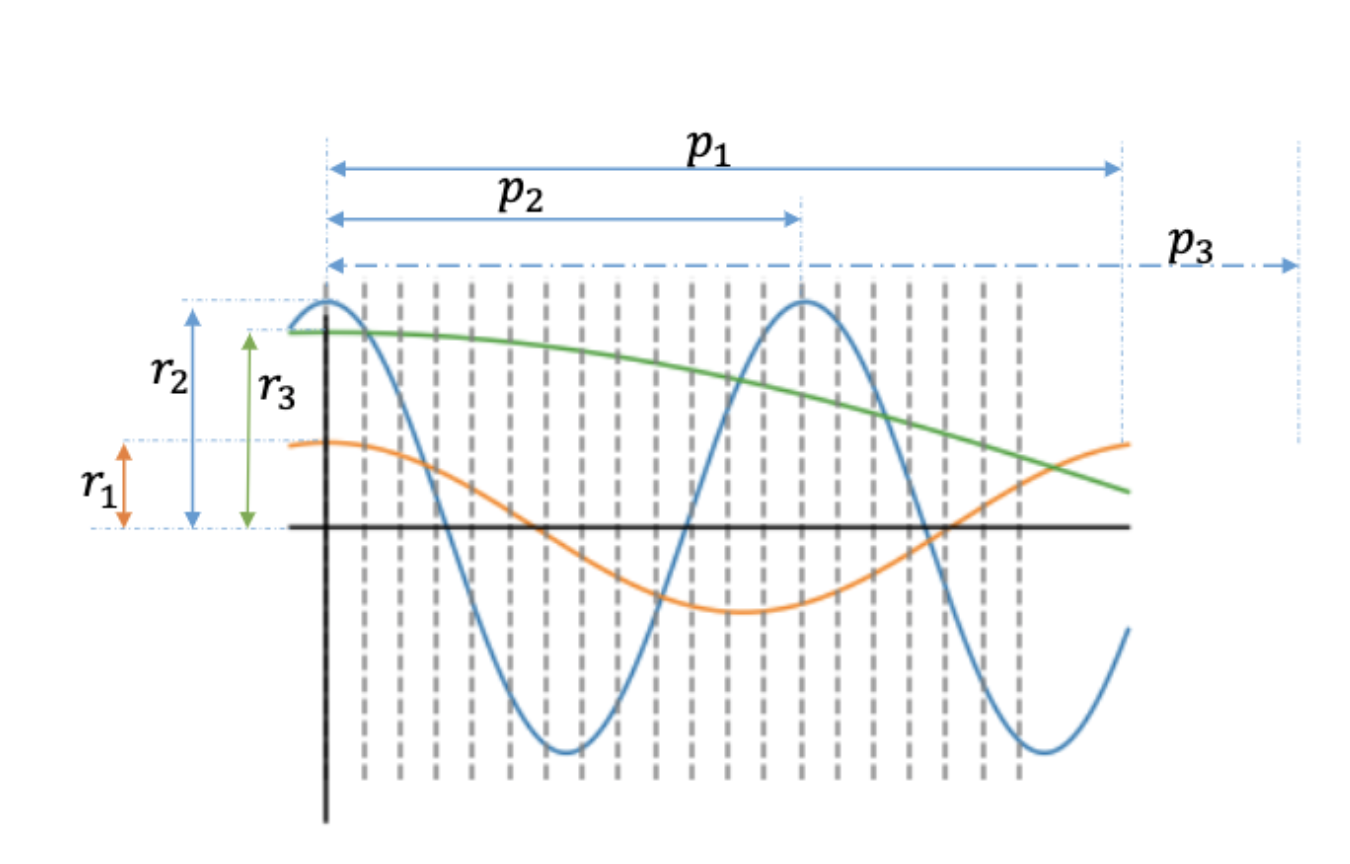 p₁
p₂
p₃
r₂
r₃
r₁